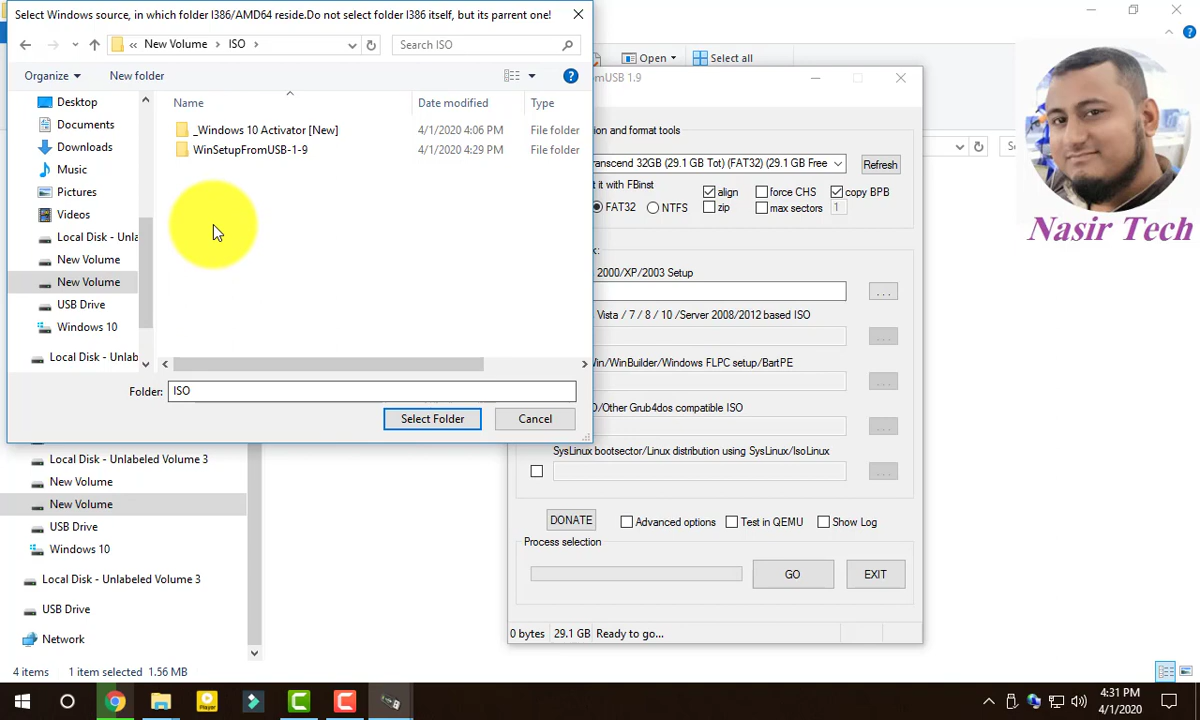 Select Windows source, in which folder I386/AMD64 reside.Do not select folder I386 itself, but its parrent one!
« New Volume › ISO ›
Search ISO
Organize
New folder
Name
Date modified
Type
_Windows 10 Activator [New]
4/1/2020 4:06 PM
File folder
WinSetupFromUSB-1-9
4/1/2020 4:29 PM
File folder
Desktop
Documents
Downloads
Music
Pictures
Videos
Local Disk - Unla
New Volume
New Volume
USB Drive
Windows 10
Local Disk - Unlab
Folder:
ISO
Select Folder
Cancel
Open
Select all
omUSB 1.9
tion and format tools
ranscend 32GB (29.1 GB Tot) (FAT32) (29.1 GB Free
Refresh
t it with FBinst
align
force CHS
copy BPB
FAT32
NTFS
zip
max sectors
1
k:
2000/XP/2003 Setup
...
Vista / 7 / 8 / 10 /Server 2008/2012 based ISO
...
Win/WinBuilder/Windows FLPC setup/BartPE
...
O/Other Grub4dos compatible ISO
...
SysLinux bootsector/Linux distribution using SysLinux/IsoLinux
...
DONATE
Advanced options
Test in QEMU
Show Log
Process selection
GO
EXIT
0 bytes
29.1 GB
Ready to go...
Nasir Tech
Local Disk - Unlabeled Volume 3
New Volume
New Volume
USB Drive
Windows 10
Local Disk - Unlabeled Volume 3
USB Drive
Network
4 items
1 item selected 1.56 MB
Player
4:31 PM
4/1/2020